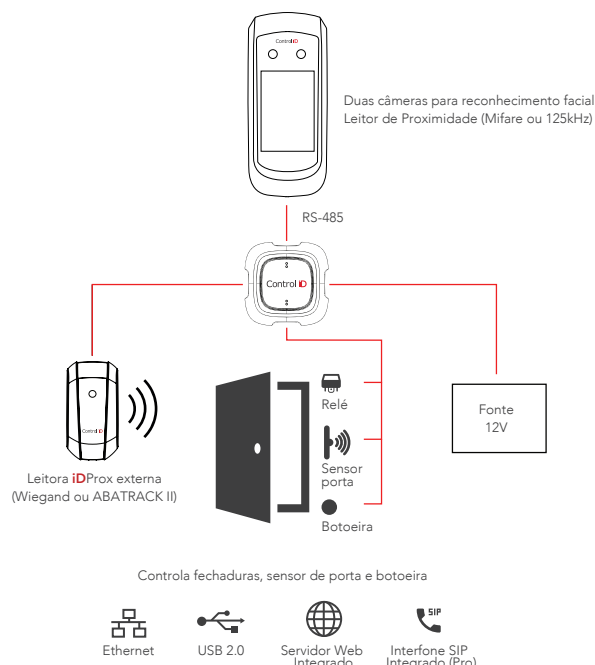 Control iD
Duas câmeras para reconhecimento facial
Leitor de Proximidade (Mifare ou 125kHz)
RS-485
Control iD
Control iD
Relé
Sensor
porta
Botoeira
Fonte
12V
Leitora iDProx externa
(Wiegand ou ABATRACK II)
Controla fechaduras, sensor de porta e botoeira
SIP
Ethernet
USB 2.0
Servidor Web
Integrado
Interfone SIP
Integrado (Pro)